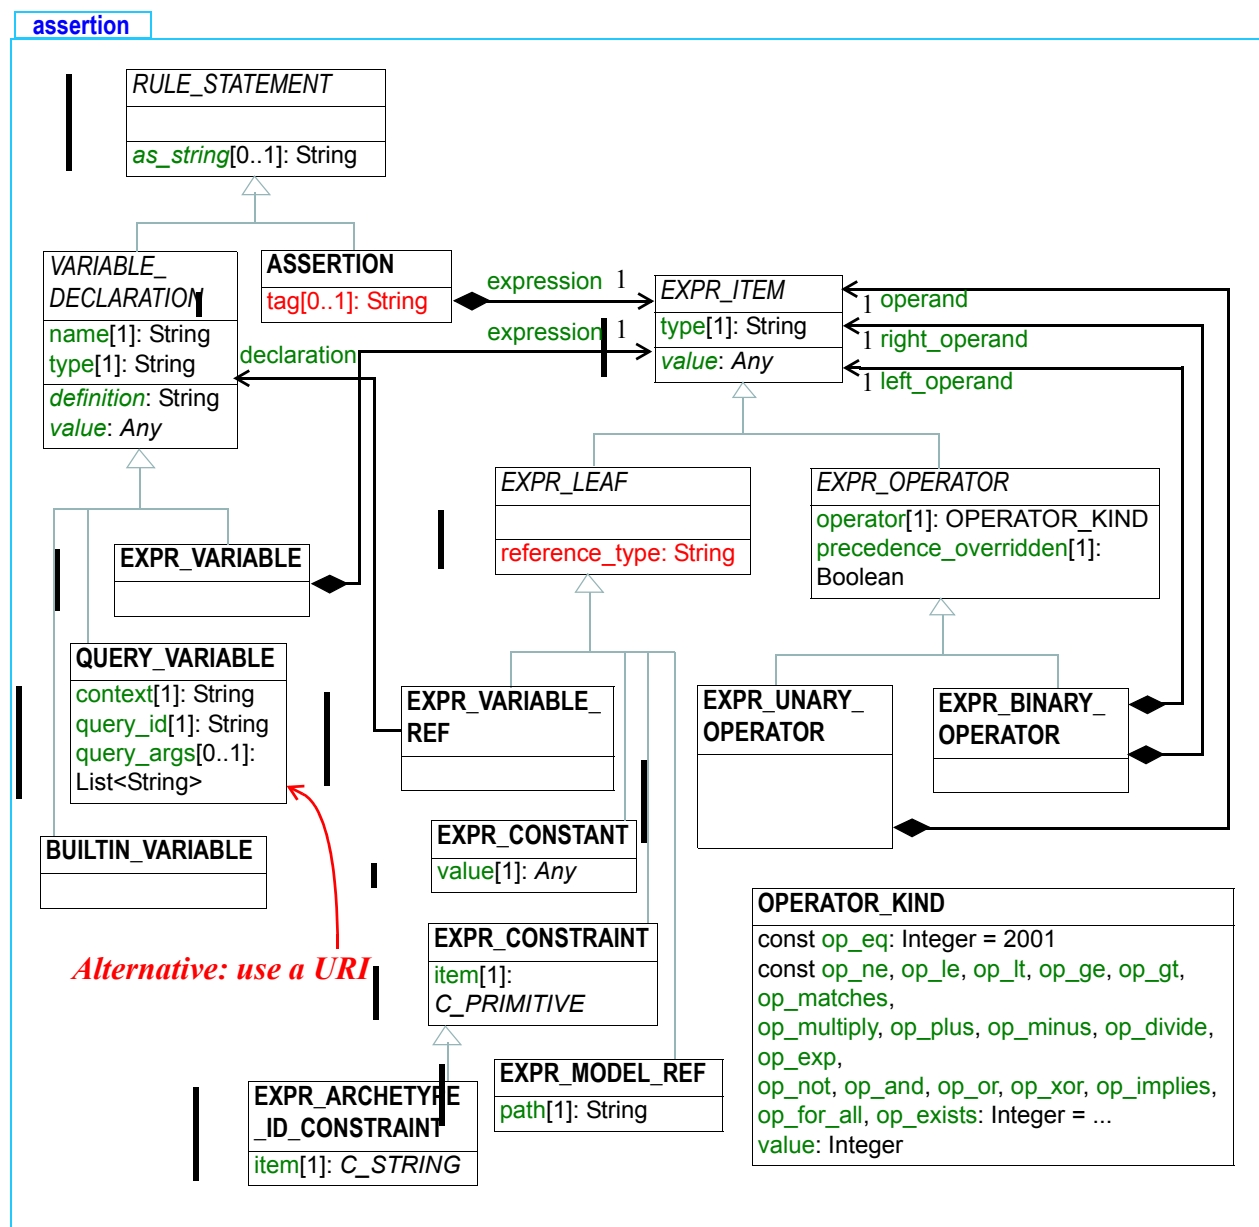 assertion
RULE_STATEMENT
as_string[0..1]: String
VARIABLE_
DECLARATION
name[1]: String
type[1]: String
definition: String
value: Any
ASSERTION
tag[0..1]: String
expression 1
expression 1
declaration
EXPR_ITEM
type[1]: String
value: Any
1 operand
1 right_operand
1 left_operand
EXPR_LEAF
reference_type: String
EXPR_OPERATOR
operator[1]: OPERATOR_KIND
precedence_overridden[1]:
Boolean
EXPR_VARIABLE
QUERY_VARIABLE
context[1]: String
query_id[1]: String
query_args[0..1]:
List<String>
BUILTIN_VARIABLE
Alternative: use a URI
EXPR_VARIABLE_
REF
EXPR_UNARY_
OPERATOR
EXPR_BINARY_
OPERATOR
EXPR_CONSTANT
value[1]: Any
EXPR_CONSTRAINT
item[1]:
C_PRIMITIVE
EXPR_ARCHETYPE
_ID_CONSTRAINT
item[1]: C_STRING
EXPR_MODEL_REF
path[1]: String
OPERATOR_KIND
const op_eq: Integer = 2001
const op_ne, op_le, op_lt, op_ge, op_gt,
op_matches,
op_multiply, op_plus, op_minus, op_divide,
op_exp,
op_not, op_and, op_or, op_xor, op_implies,
op_for_all, op_exists: Integer = ...
value: Integer